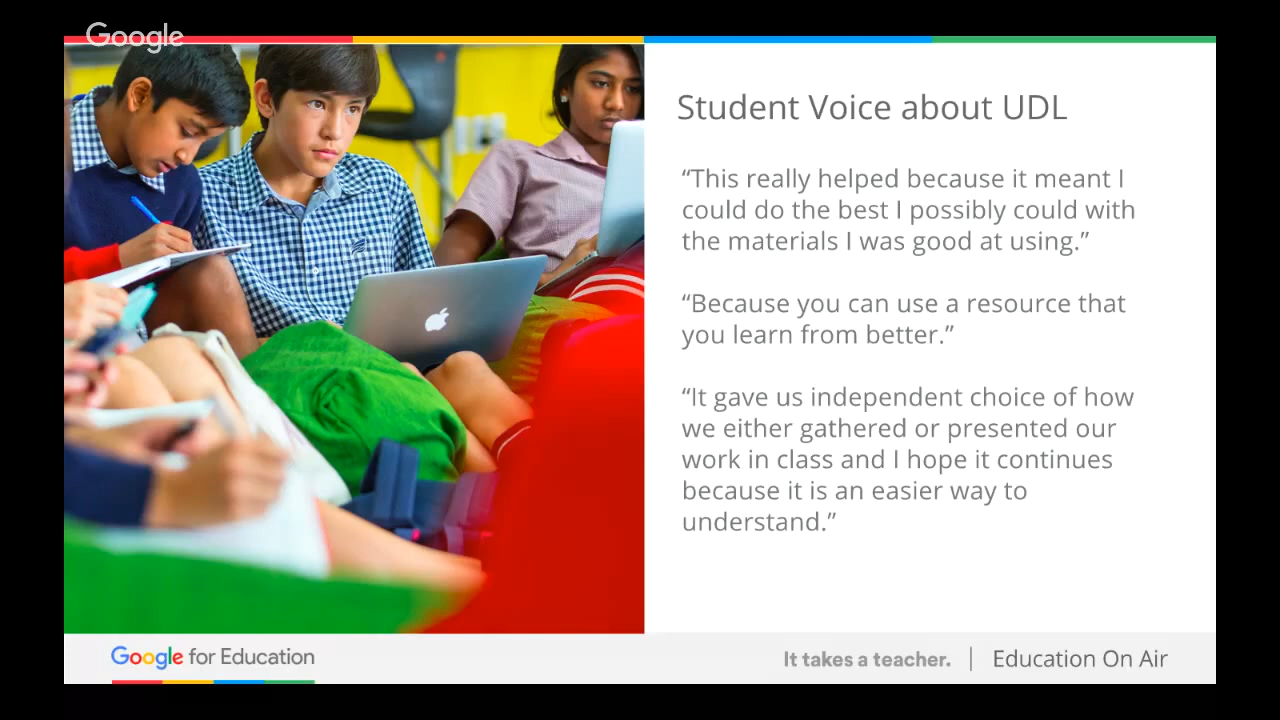 Google
Student Voice about UDL
“This really helped because it meant I
could do the best I possibly could with
the materials I was good at using.”
“Because you can use a resource that
you learn from better.”
“It gave us independent choice of how
we either gathered or presented our
work in class and I hope it continues
because it is an easier way to
understand.”
Google for Education
It takes a teacher. | Education On Air